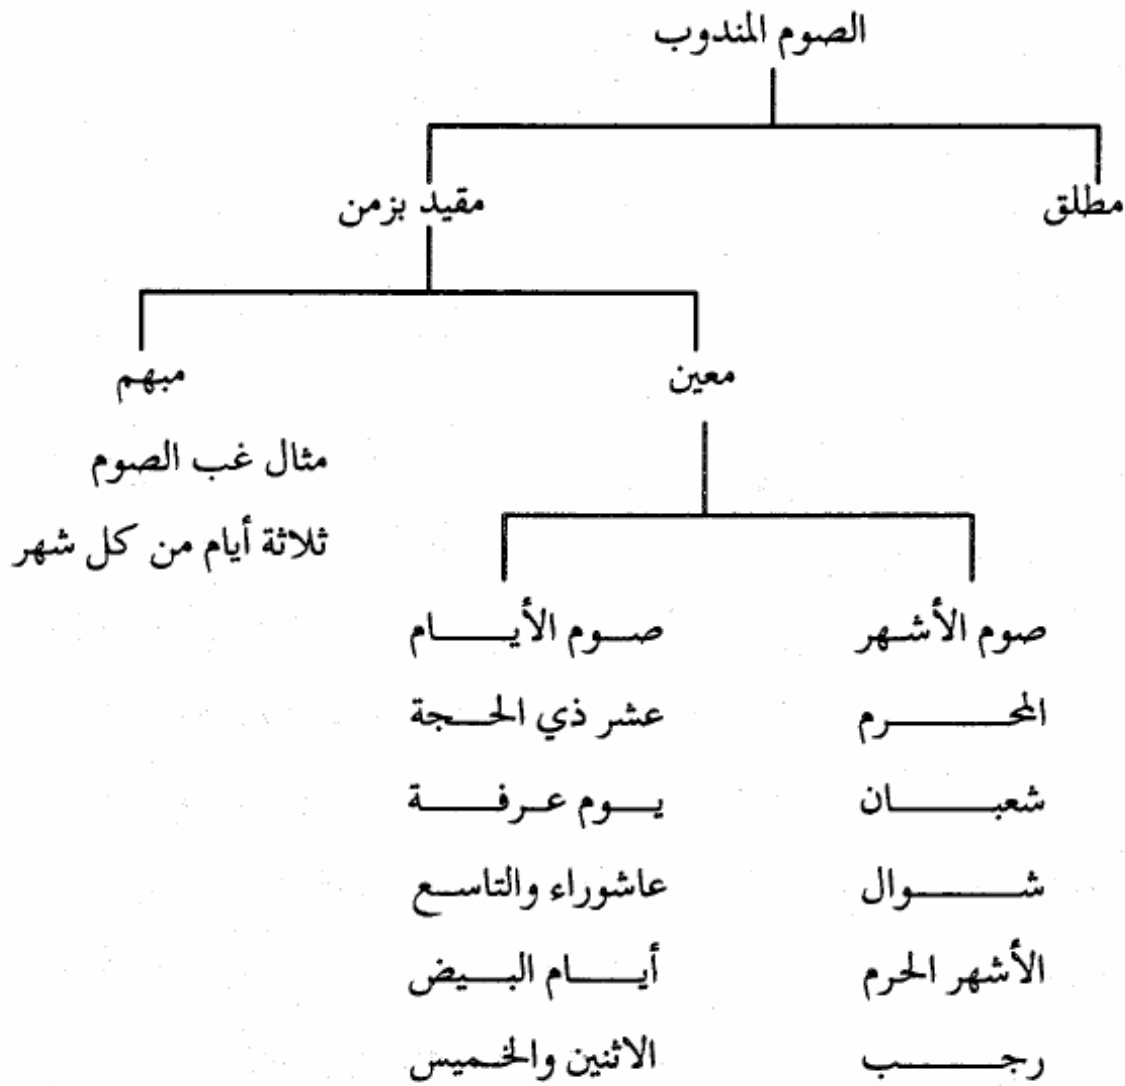 الصوم المندوب
مطلق
مقيد بزمن
معين
مبهم
مثال غب الصوم
ثلاثة أيام من كل شهر
صوم الأشهر
المحرم
شعبان
شوال
الأشهر الحرم
رجب
صوم الأيام
عشر ذي الحجة
يوم عرفة
عاشوراء والتاسع
أيام البيض
الاثنين والخميس